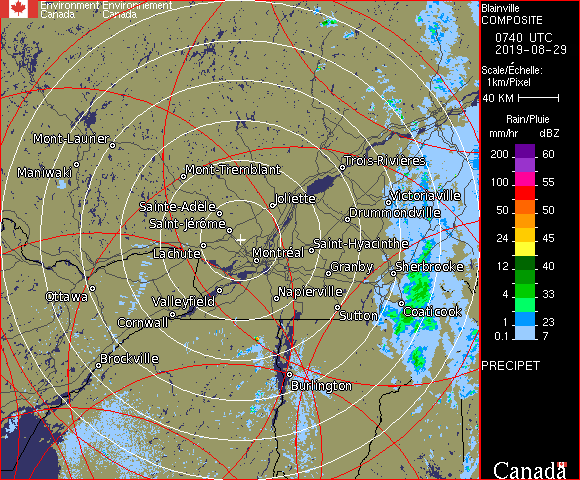 Environment Environnement
Canada Canada
Blainville
COMPOSITE
0740 UTC
2019-08-29
Scale/Échelle:
1km/Pixel
40 KM
Rain/Pluie
mm/hr dBZ
200 60
100 55
50 50
24 45
12 40
4 33
1 23
0.1 7
PRECIPET
Canada
Mont-Laurier
Maniwaki
Mont-Tremblant
Trois-Rivières
Sainte-Adèle
Joliette
Victoriaville
Saint-Jérôme
Drummondville
Lachute
Montréal
Saint-Hyacinthe
Granby
Sherbrooke
Ottawa
Valleyfield
Napierville
Cornwall
Sutton
Coaticook
Brockville
Burlington